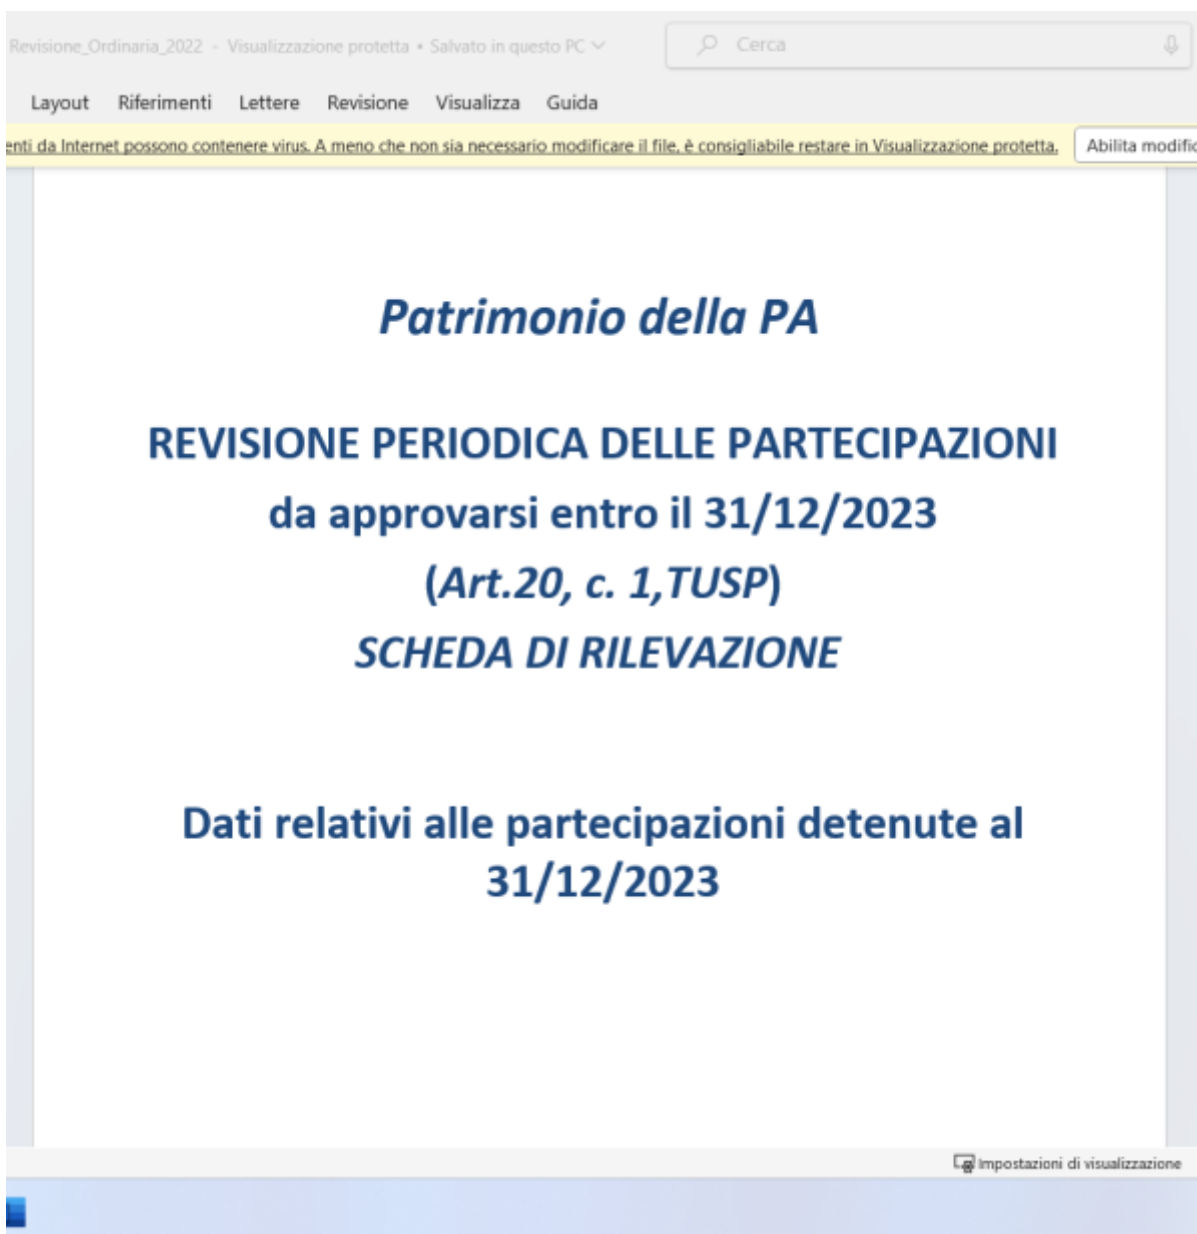 Revisione_Ordinaria_2022 - Visualizzazione protetta • Salvato in questo PC
Cerca
Layout Riferimenti Lettere Revisione Visualizza Guida
da Internet possono contenere virus. A meno che non sia necessario modificare il file, è consigliabile restare in Visualizzazione protetta. Abilita
Patrimonio della PA
REVISIONE PERIODICA DELLE PARTECIPAZIONI
da approvarsi entro il 31/12/2023
(Art.20, c. 1,TUSP)
SCHEDA DI RILEVAZIONE
Dati relativi alle partecipazioni detenute al
31/12/2023
Impostazioni di visualizzazione